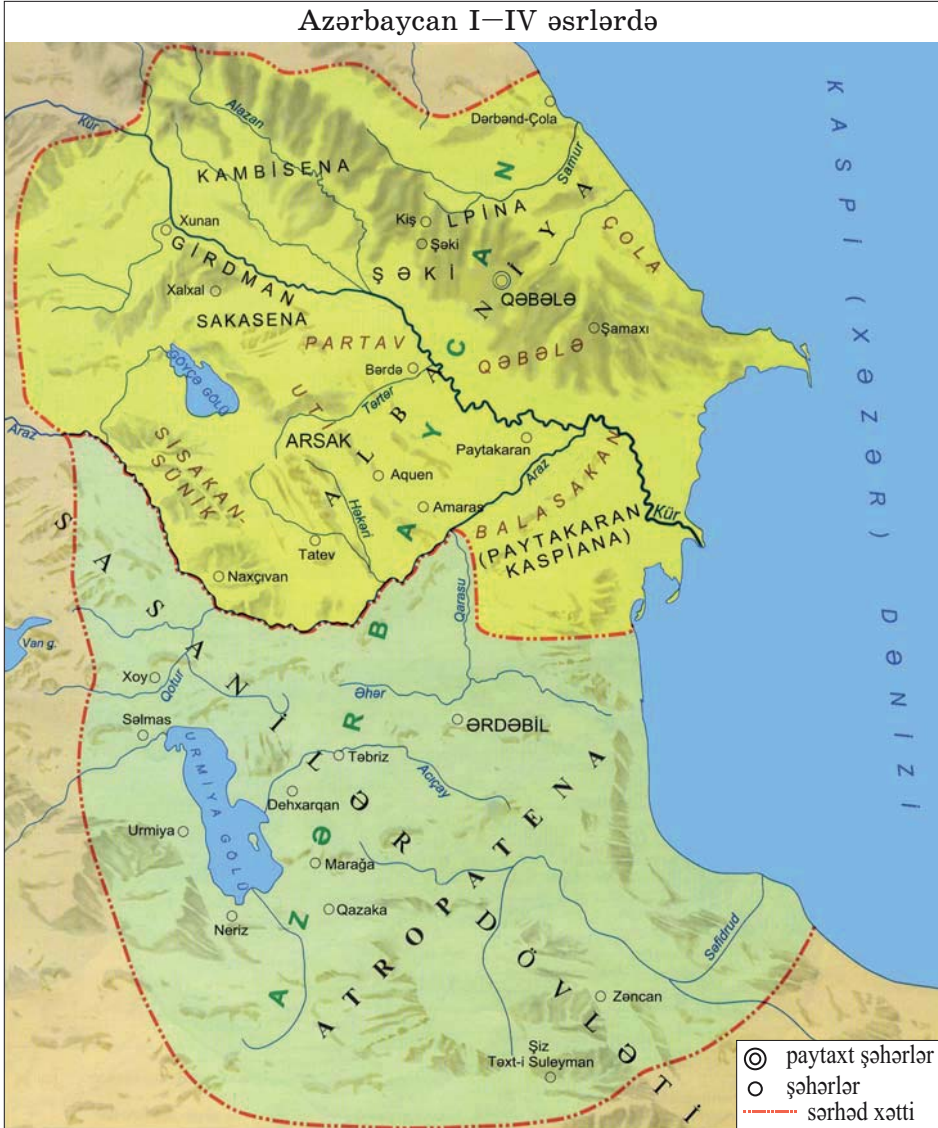 Azərbaycan I–IV əsrlərdə
Dərbənd-Çola
Kür
Alazan
Samur
KAMBİSENA
Kiş
LPINA
Şəki
ŞƏKİ
ÇOLA
Xunan
GİRDMAN
Xalxal
SAKASENA
QƏBƏLƏ
Şamaxı
PARTAV
QƏBƏLƏ
Bərdə
GÖYÇƏ GÖLÜ
UTİ
Tərtər
ARSAK
Paytakaran
Araz
SİSAKAN-
SÜNİK
Aquen
Araz
Amaras
Həkəri
BALASAKAN
(PAYTAKARAN
KASPİANA)
Kür
Tatev
Naxçıvan
ALBANİYA
AZƏRBAYCAN
KASPİ (XƏZƏR) DƏNİZİ
Qarasu
Van g.
Xoy
Qotur
Əhər
Səlmas
ƏRDƏBİL
Təbriz
URMİYA GÖLÜ
Acıçay
Dehxarqan
Urmiya
Marağa
Qazaka
Neriz
SASANİLƏR DÖVLƏTİ
ATROPATENA
Səfidrud
Zəncan
Şiz
Təxt-i Suleyman
paytaxt şəhərlər
şəhərlər
sərhəd xətti